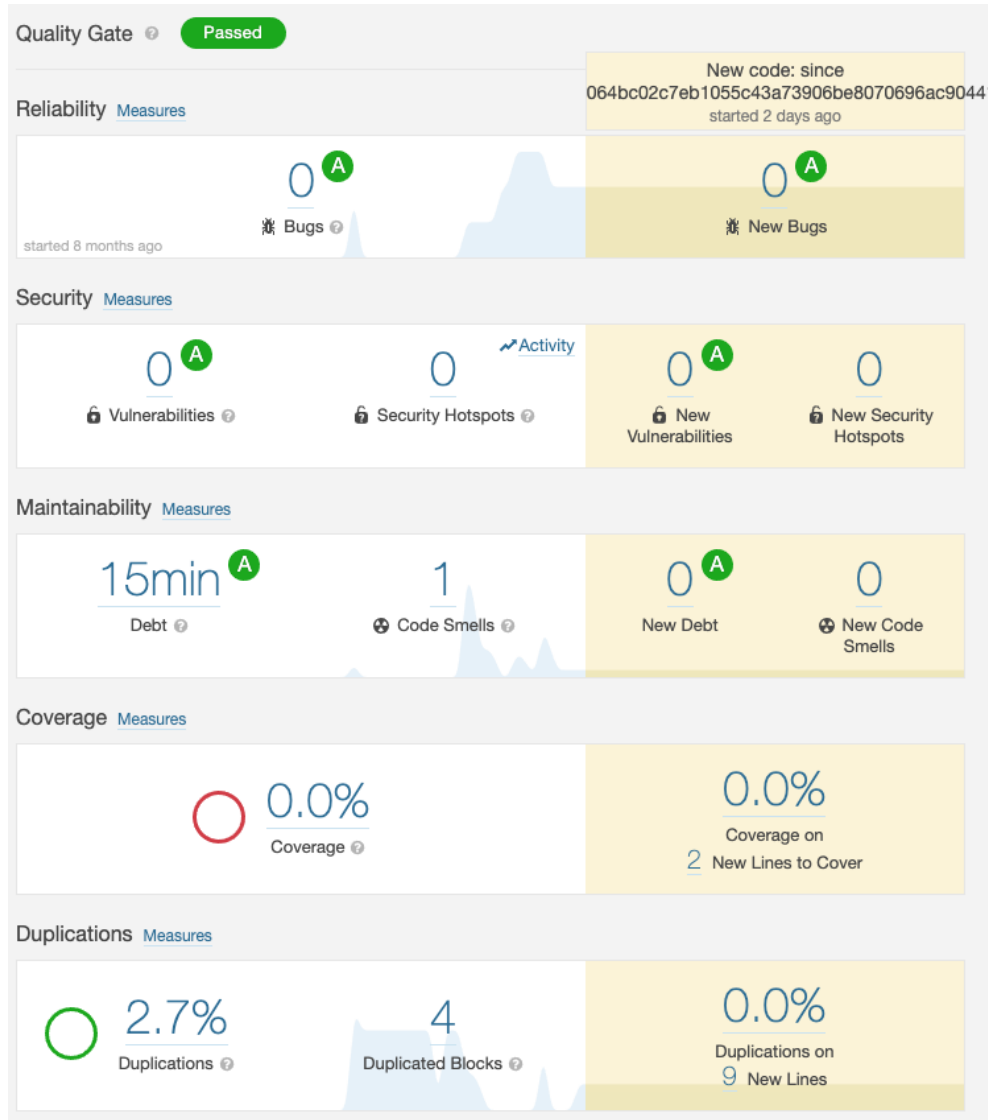 Quality Gate Passed
New code: since
064bc02c7eb1055c43a73906be8070696ac9044
started 2 days ago
Reliability Measures
0 A
Bugs
started 8 months ago
0 A
New Bugs
Security Measures
0 A
Vulnerabilities
0
Security Hotspots
Activity
0 A
New
Vulnerabilities
0
New Security
Hotspots
Maintainability Measures
15min A
Debt
1
Code Smells
0 A
New Debt
0
New Code
Smells
Coverage Measures
0.0%
Coverage
0.0%
Coverage on
2 New Lines to Cover
Duplications Measures
2.7%
Duplications
4
Duplicated Blocks
0.0%
Duplications on
9 New Lines